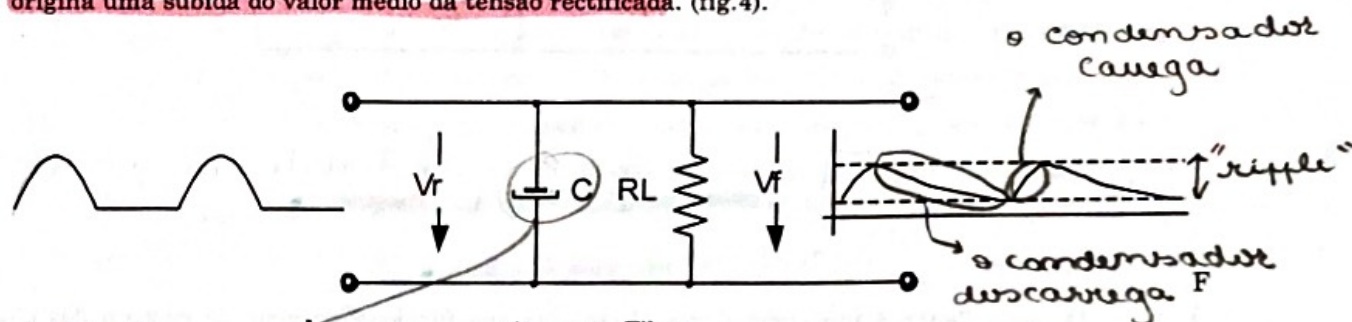 origina uma subida do valor médio da tensão rectificada. (fig.4).
o condensador
carrega
"ripple"
Vr
C
RL
Vf
o condensador
descarrega
F